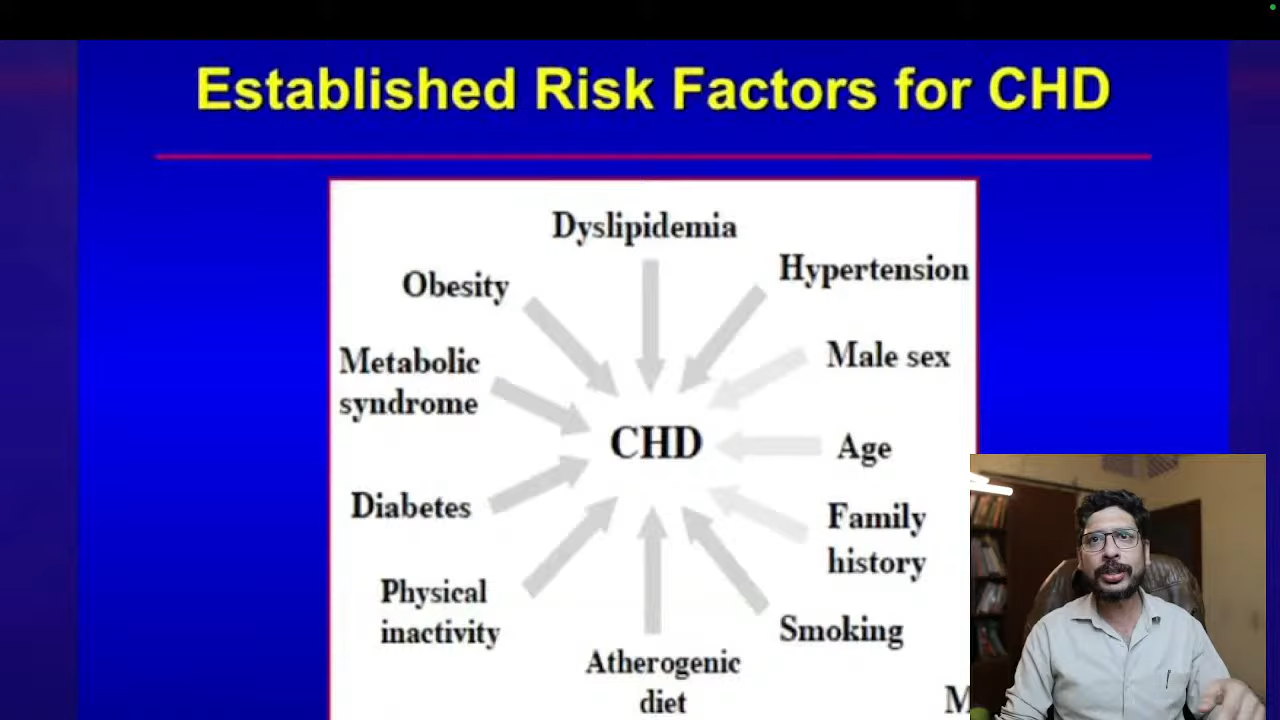 Established Risk Factors for CHD
Dyslipidemia
Hypertension
Obesity
Male sex
Metabolic
syndrome
CHD
Age
Diabetes
Family
history
Physical
inactivity
Smoking
Atherogenic
diet
M